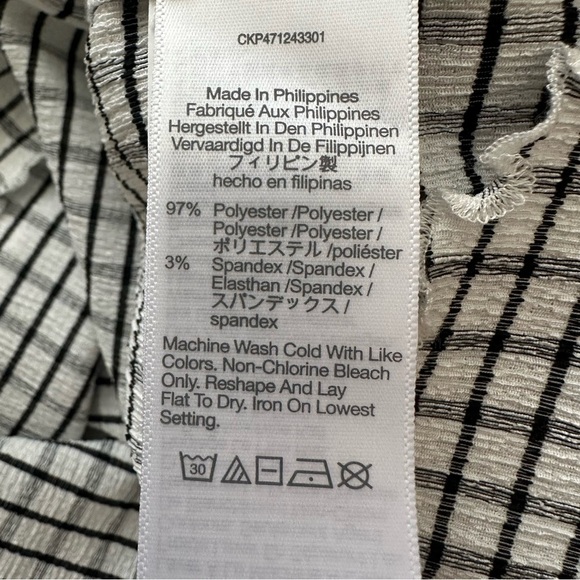 CKP471243301
Made In Philippines
Fabriqué Aux Philippines
Hergestellt In Den Philippinen
Vervaardigd In De Filippijnen
フィリピン製
hecho en filipinas
97% Polyester /Polyester /
Polyester /Polyester /
ポリエステル /poliéster
3% Spandex /Spandex /
Elasthan /Spandex /
スパンデックス /
spandex
Machine Wash Cold With Like
Colors. Non-Chlorine Bleach
Only. Reshape And Lay
Flat To Dry. Iron On Lowest
Setting.
30